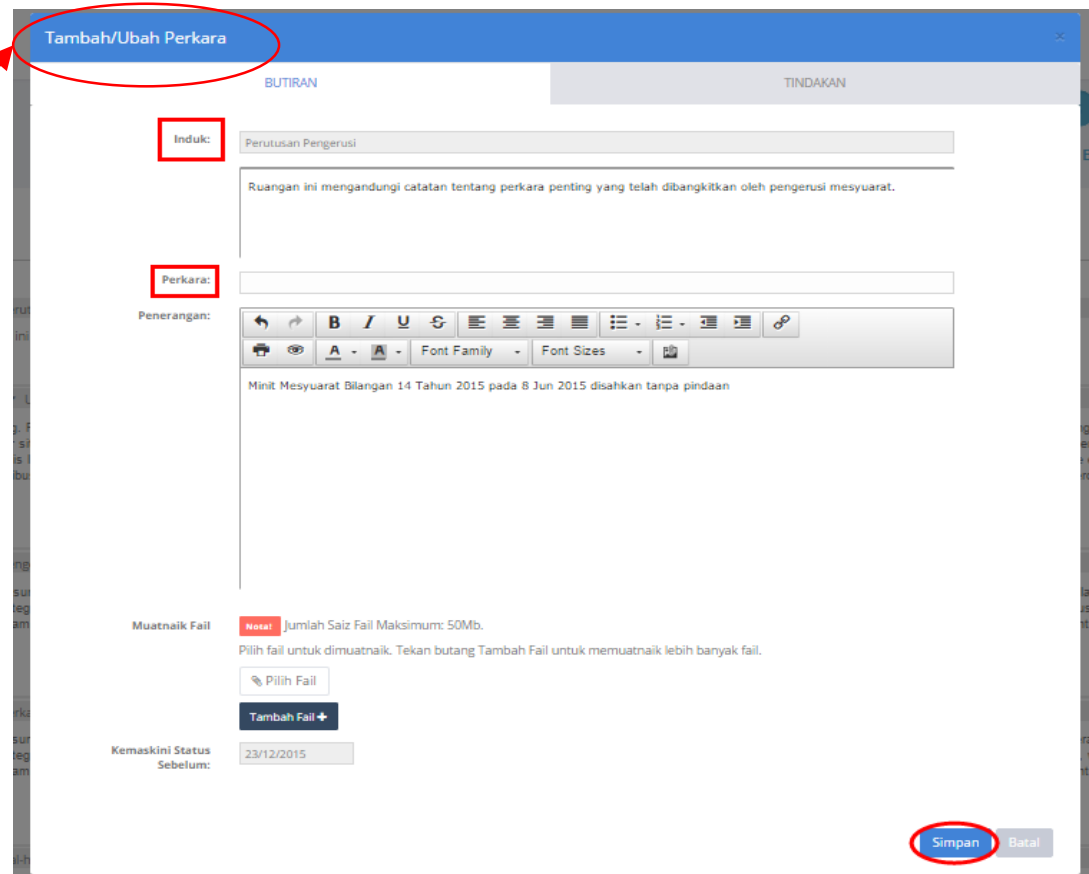 Tambah/Ubah Perkara ×
BUTIRAN TINDAKAN
Induk: Perutusan Pengerusi
Ruangan ini mengandungi catatan tentang perkara penting yang telah dibangkitkan oleh pengerusi mesyuarat.
Perkara:
Penerangan:
B I U S
A A Font Family Font Sizes
Minit Mesyuarat Bilangan 14 Tahun 2015 pada 8 Jun 2015 disahkan tanpa pindaan
Muatnaik Fail Nota! Jumlah Saiz Fail Maksimum: 50Mb.
Pilih fail untuk dimuatnaik. Tekan butang Tambah Fail untuk memuatnaik lebih banyak fail.
Pilih Fail
Tambah Fail +
Kemaskini Status
Sebelum: 23/12/2015
Simpan Batal